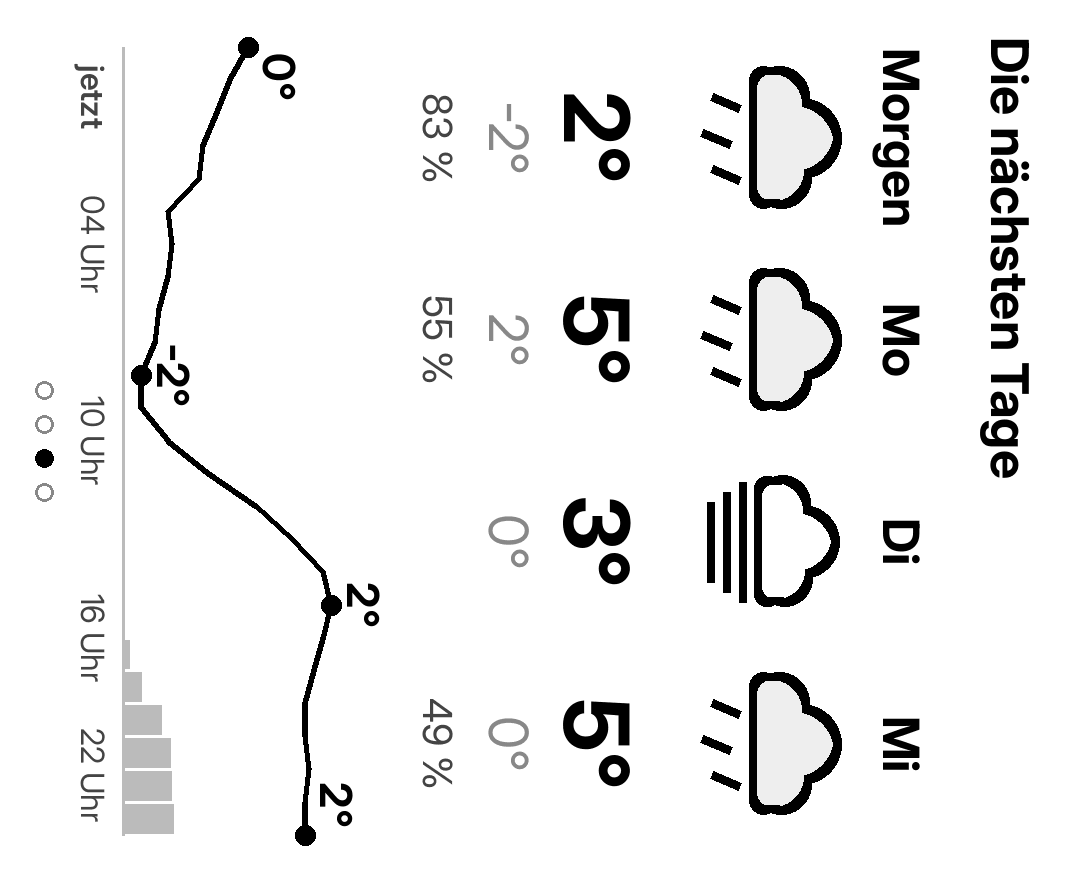 Die nächsten Tage
Morgen Mo Di Mi
2° 5° 3° 5°
-2° 2° 0° 0°
83 % 55 % 49 %
0° -2° 2° 2°
jetzt 04 Uhr 10 Uhr 16 Uhr 22 Uhr